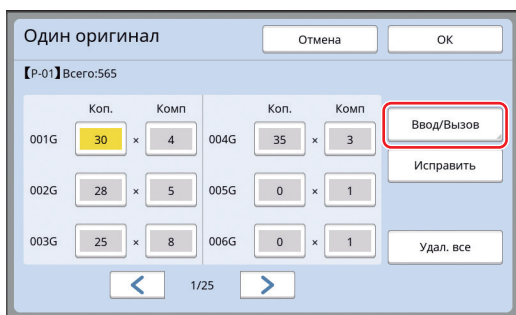 Один оригинал
Отмена
ОК
【P-01】Всего:565
Коп. Комп Коп. Комп
001G 30 × 4 004G 35 × 3
Ввод/Вызов
Исправить
002G 28 × 5 005G 0 × 1
003G 25 × 8 006G 0 × 1
Удал. все
1/25